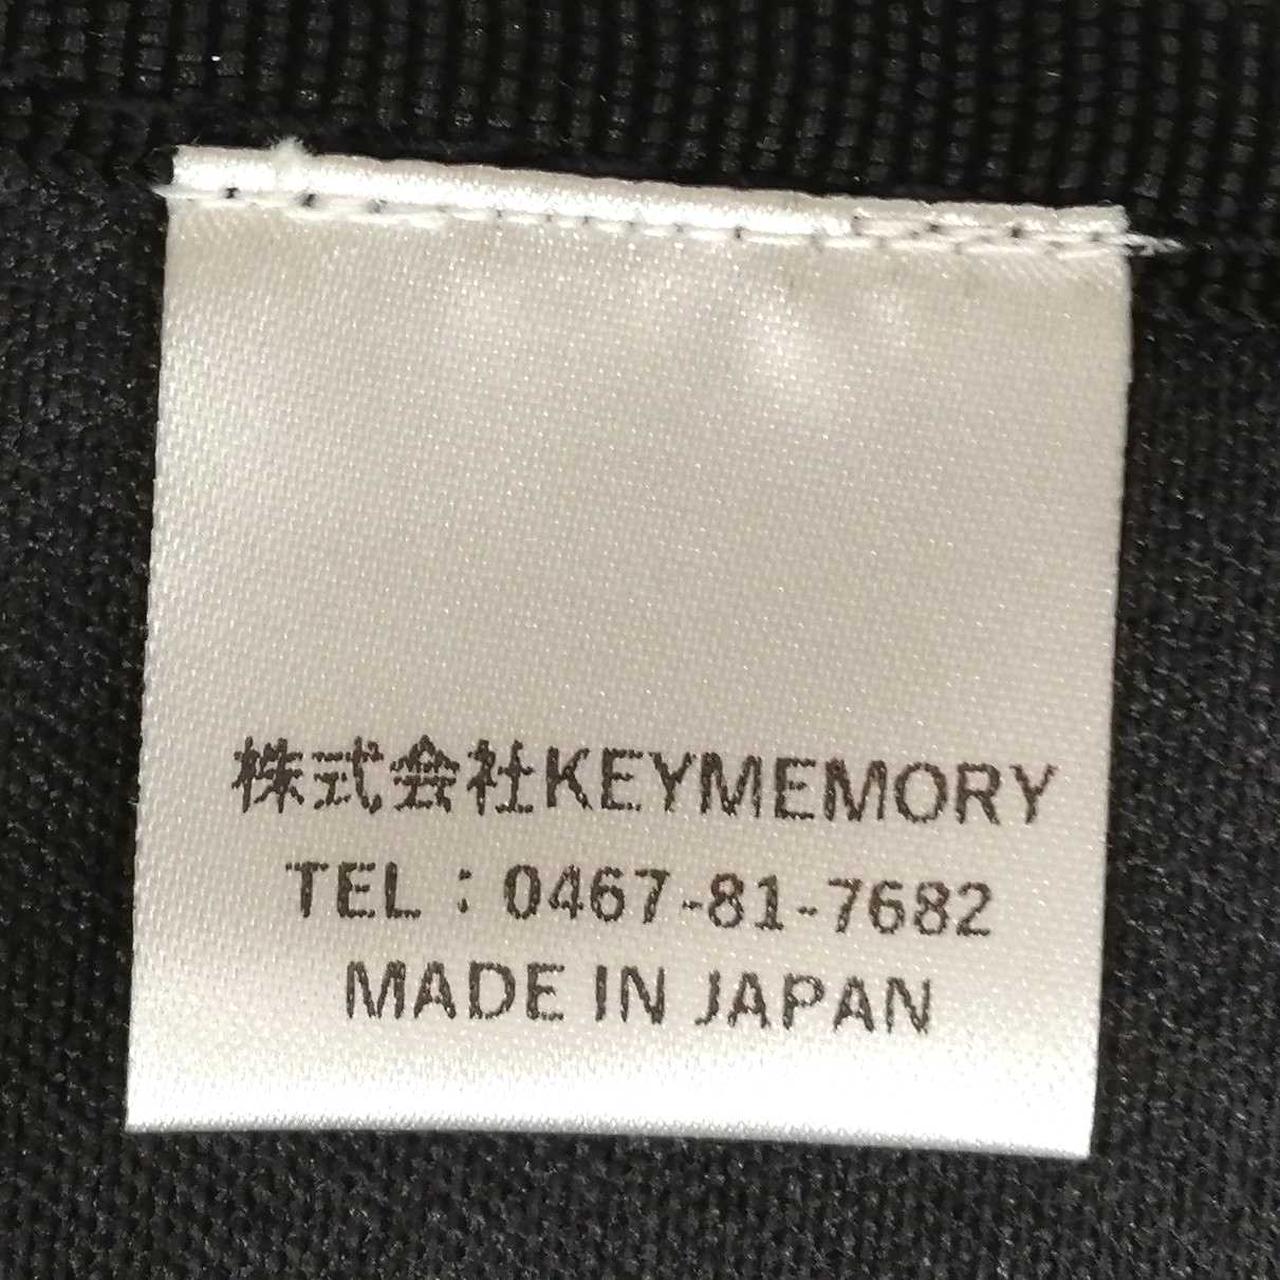 株式会社KEYMEMORY
TEL：0467-81-7682
MADE IN JAPAN